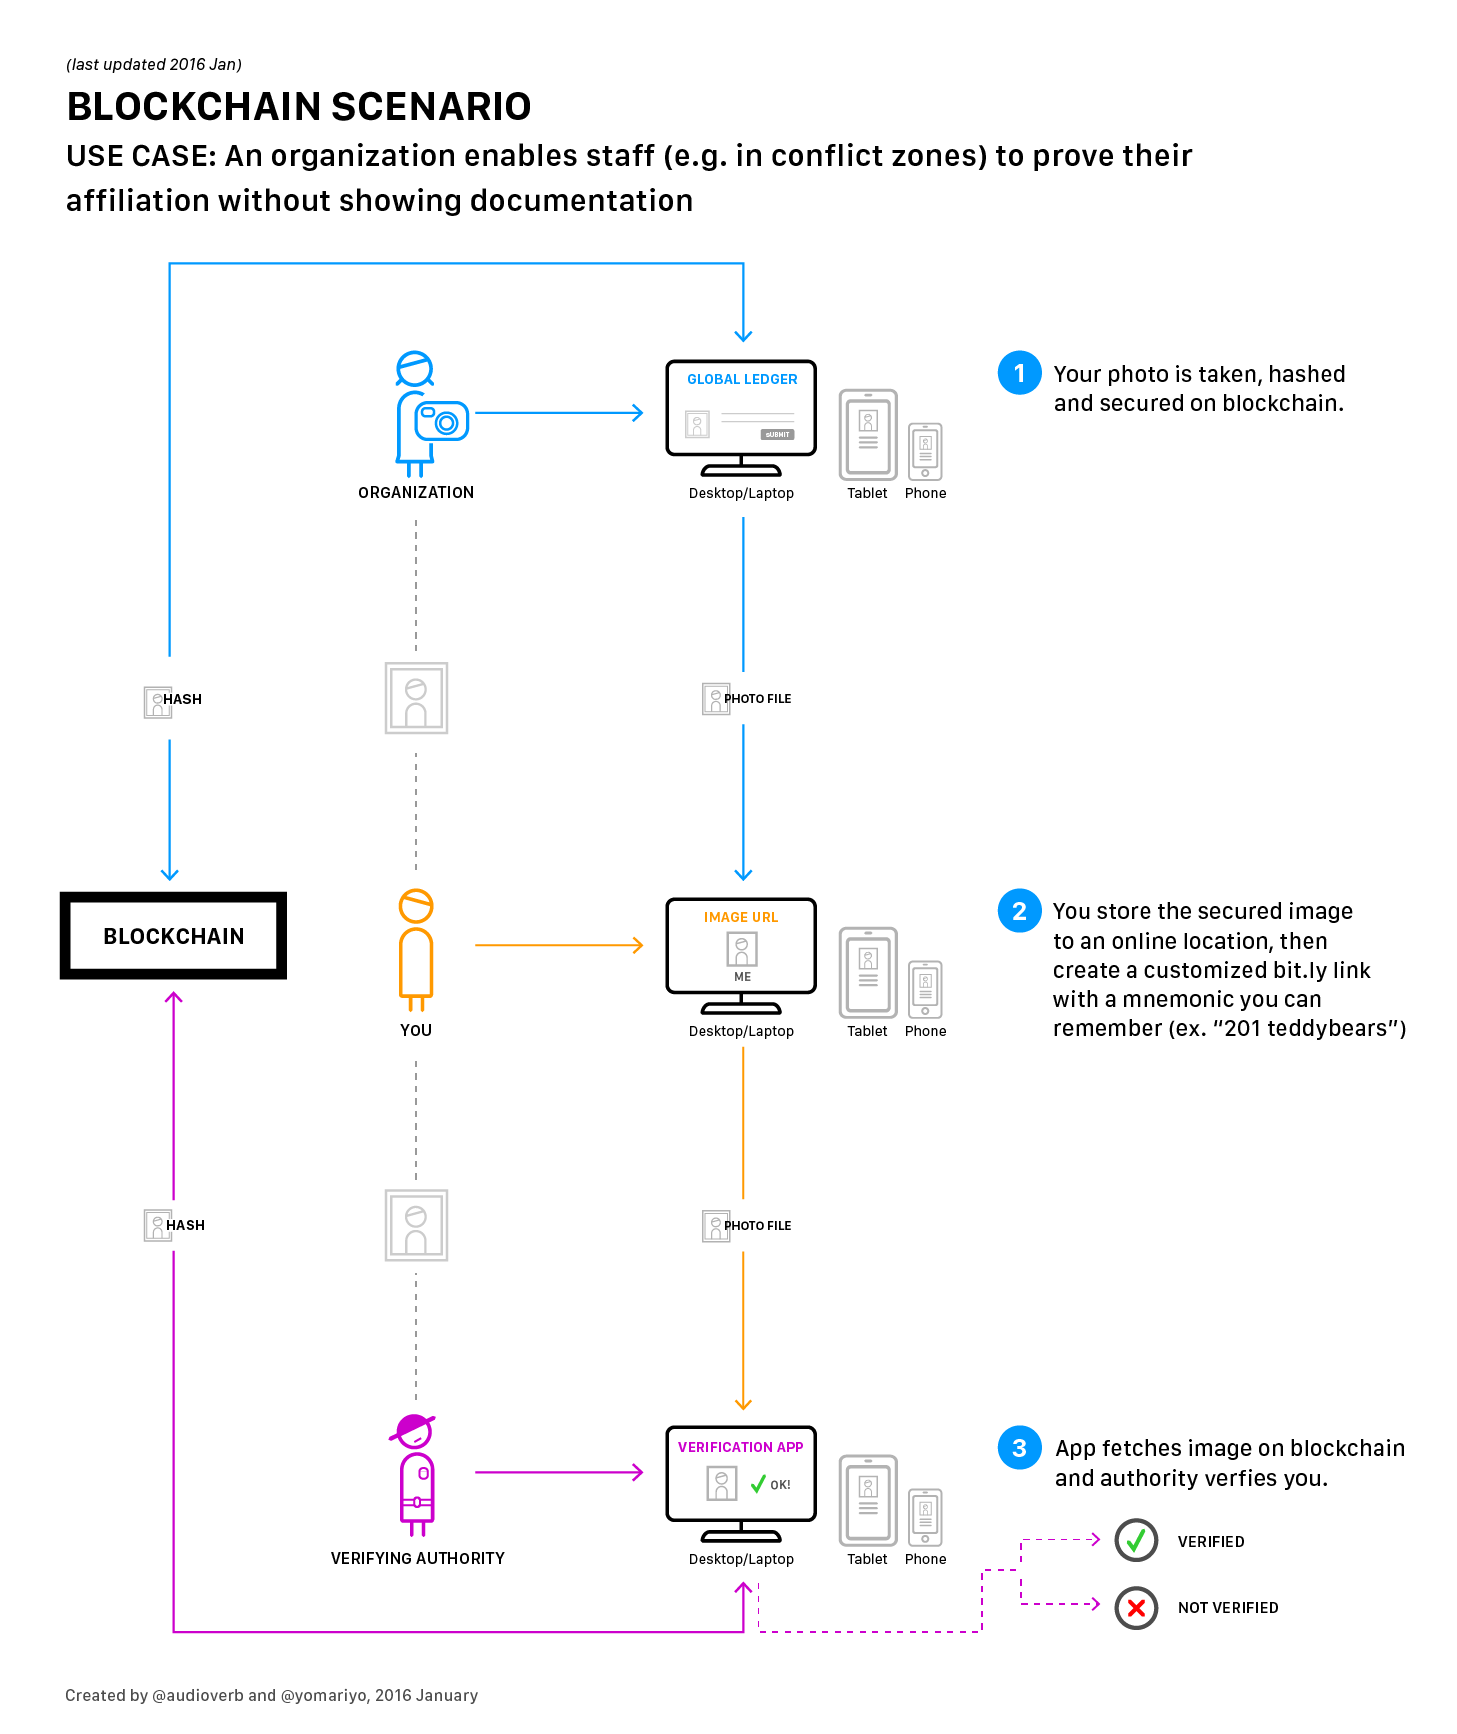 (last updated 2016 Jan)
BLOCKCHAIN SCENARIO
USE CASE: An organization enables staff (e.g. in conflict zones) to prove their
affiliation without showing documentation
GLOBAL LEDGER
SUBMIT
ORGANIZATION
Desktop/Laptop
Tablet
Phone
1
Your photo is taken, hashed
and secured on blockchain.
HASH
PHOTO FILE
BLOCKCHAIN
YOU
IMAGE URL
ME
Desktop/Laptop
Tablet
Phone
2
You store the secured image
to an online location, then
create a customized bit.ly link
with a mnemonic you can
remember (ex. “201 teddybears”)
HASH
PHOTO FILE
VERIFYING AUTHORITY
VERIFICATION APP
OK!
Desktop/Laptop
Tablet
Phone
3
App fetches image on blockchain
and authority verfies you.
VERIFIED
NOT VERIFIED
Created by @audioverb and @yomariyo, 2016 January